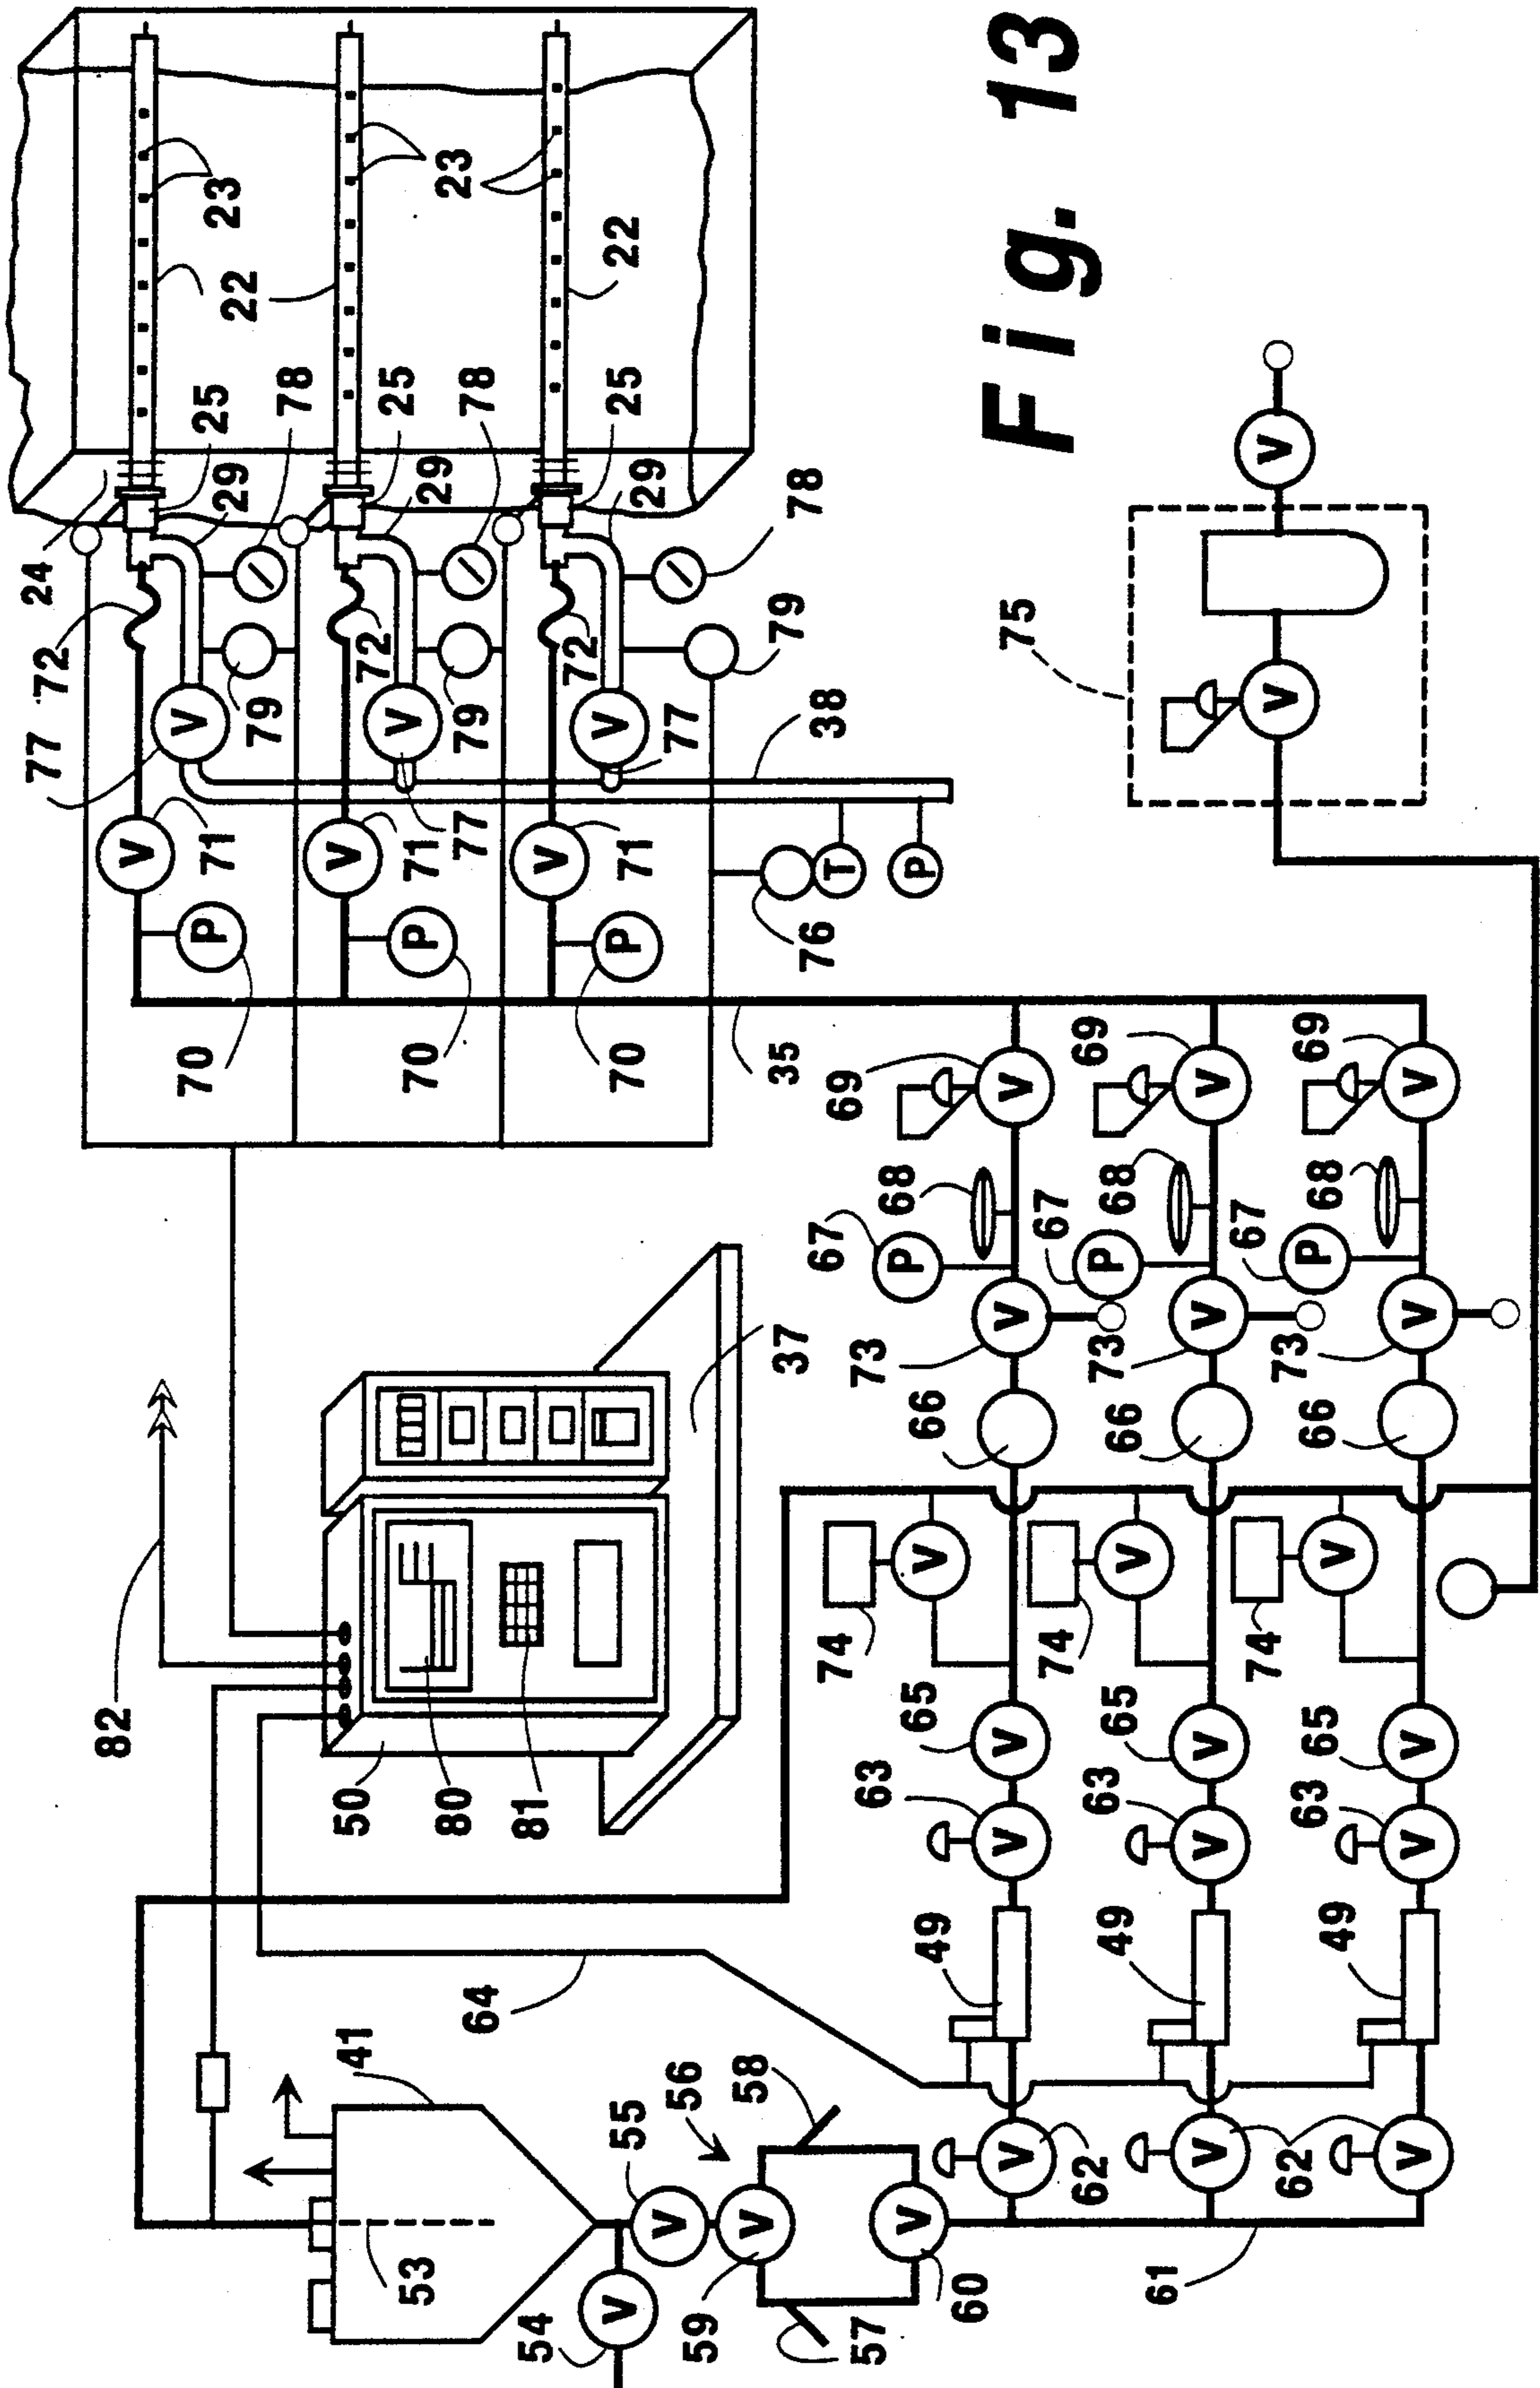 77 72 24
82
V
70 P 71 V 29 25 23
22
79 78
41 50 V 72
53 70 P 71 V 29 25
64 80 77 79 78 23
54 81 V 72
V 55 70 P 71 V 29 25 22
V 56 77
59 V 58
35 79
37 78
67 76 38
74 69 T
57 73 P
63 P
V 65 68
49 66
V
60
V V V V V Fig. 13
75
74 67
62 63 73 P 69
49 65 66 68
V
61
V V V V V
74 67
V V
62 63 73 P 69
49 65 66 68
V
V V V V V